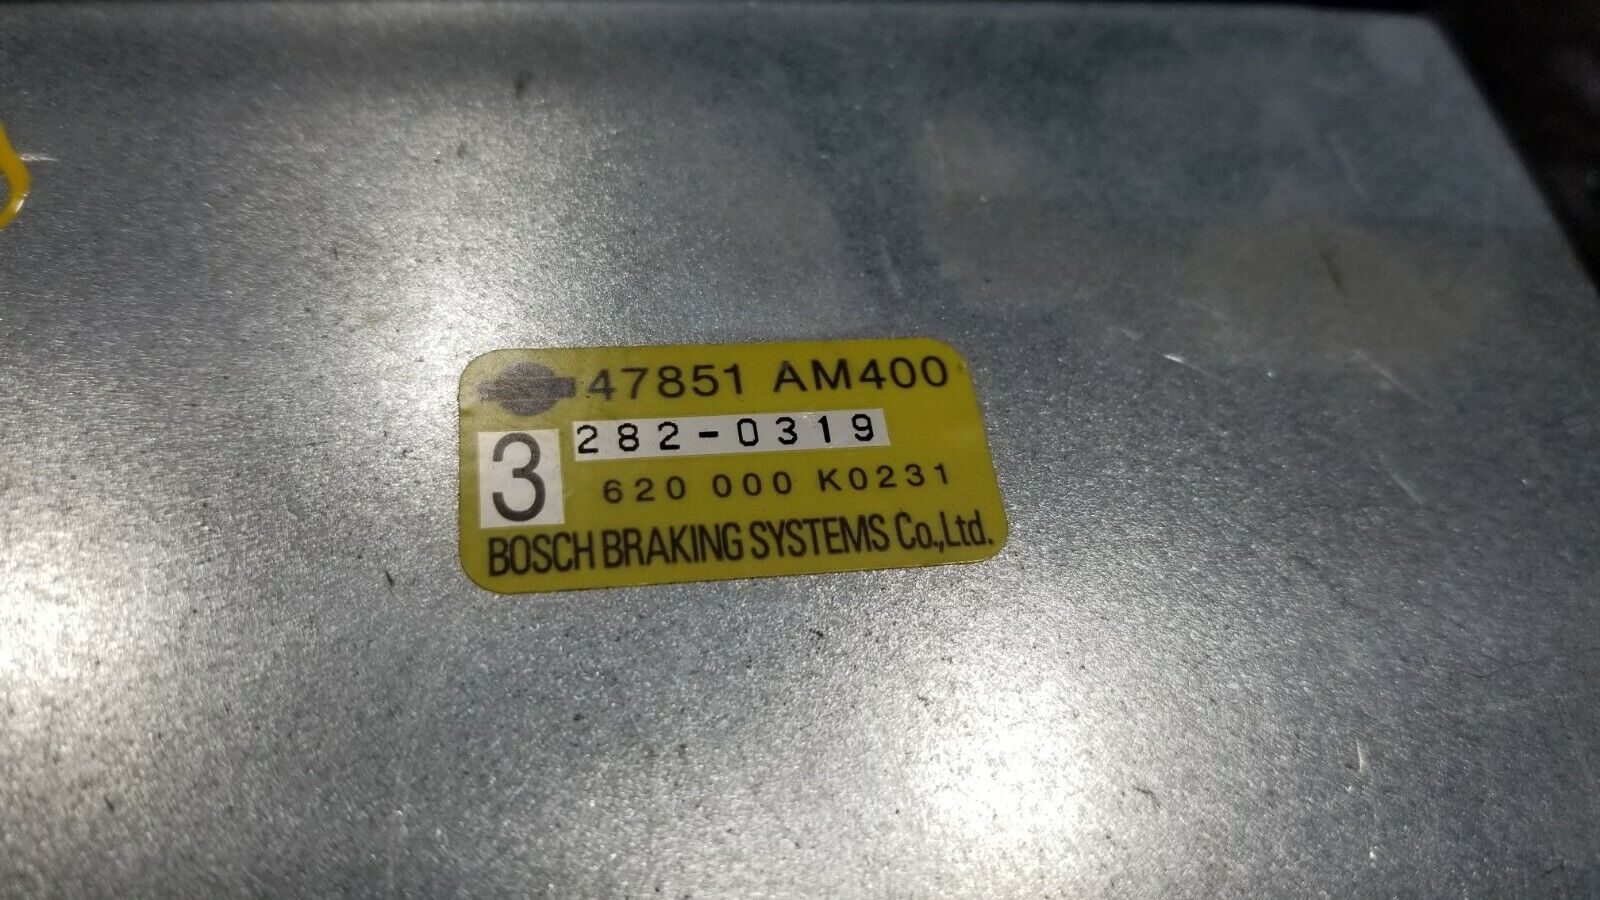 47851 AM400
282-0319
3
620 000 K0231
BOSCH BRAKING SYSTEMS Co.,Ltd.